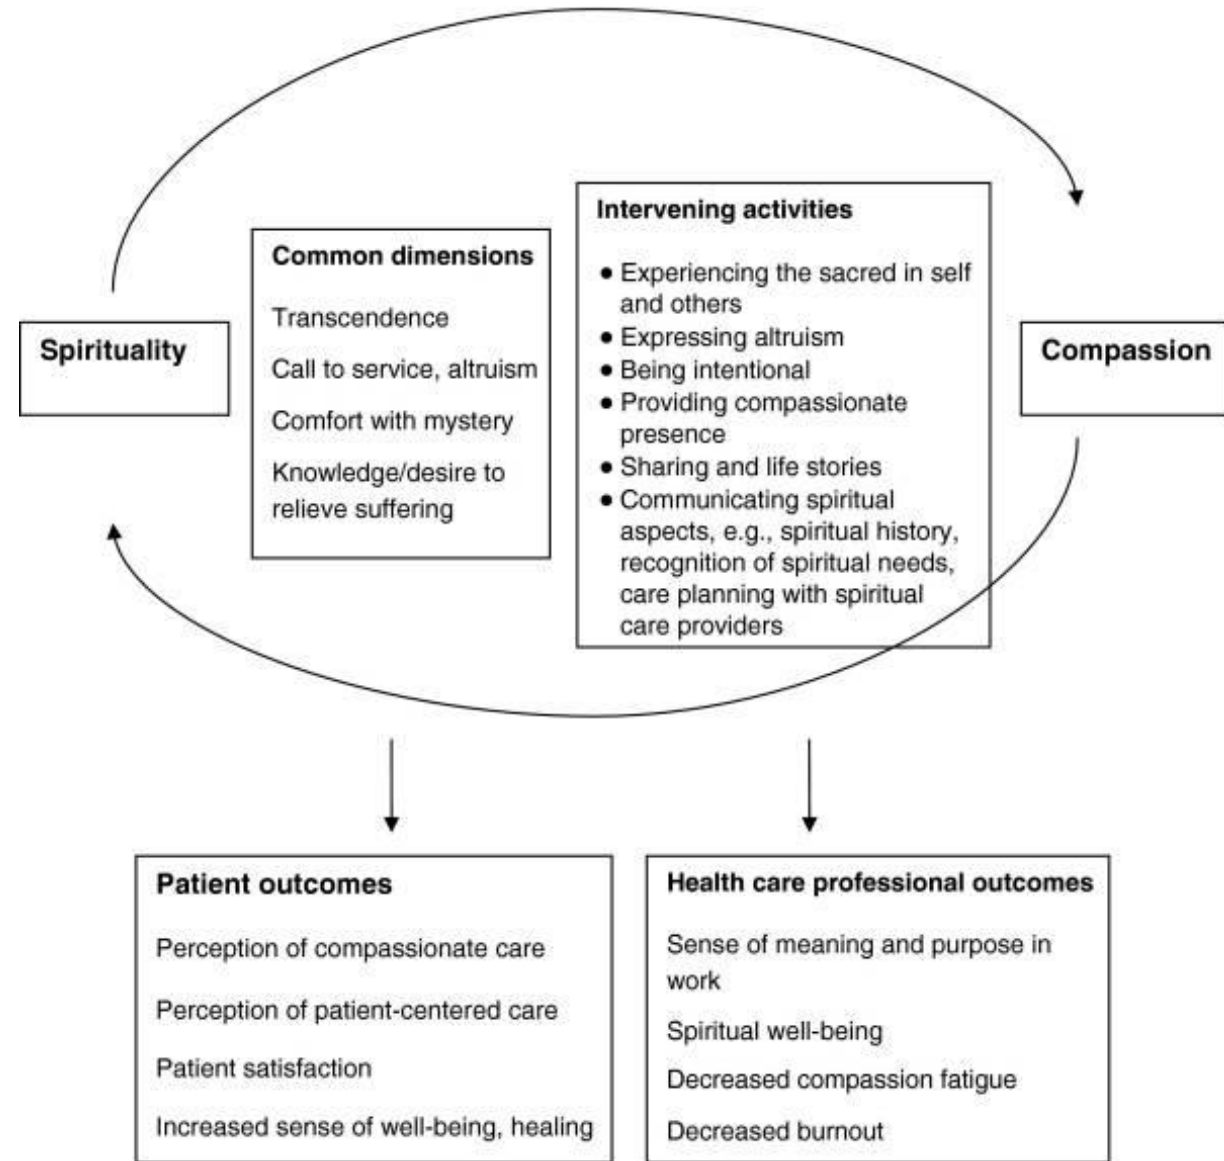 Spirituality
Common dimensions
Transcendence
Call to service, altruism
Comfort with mystery
Knowledge/desire to
relieve suffering
Intervening activities
● Experiencing the sacred in self
and others
● Expressing altruism
● Being intentional
● Providing compassionate
presence
● Sharing and life stories
● Communicating spiritual
aspects, e.g., spiritual history,
recognition of spiritual needs,
care planning with spiritual
care providers
Compassion
Patient outcomes
Perception of compassionate care
Perception of patient-centered care
Patient satisfaction
Increased sense of well-being, healing
Health care professional outcomes
Sense of meaning and purpose in
work
Spiritual well-being
Decreased compassion fatigue
Decreased burnout